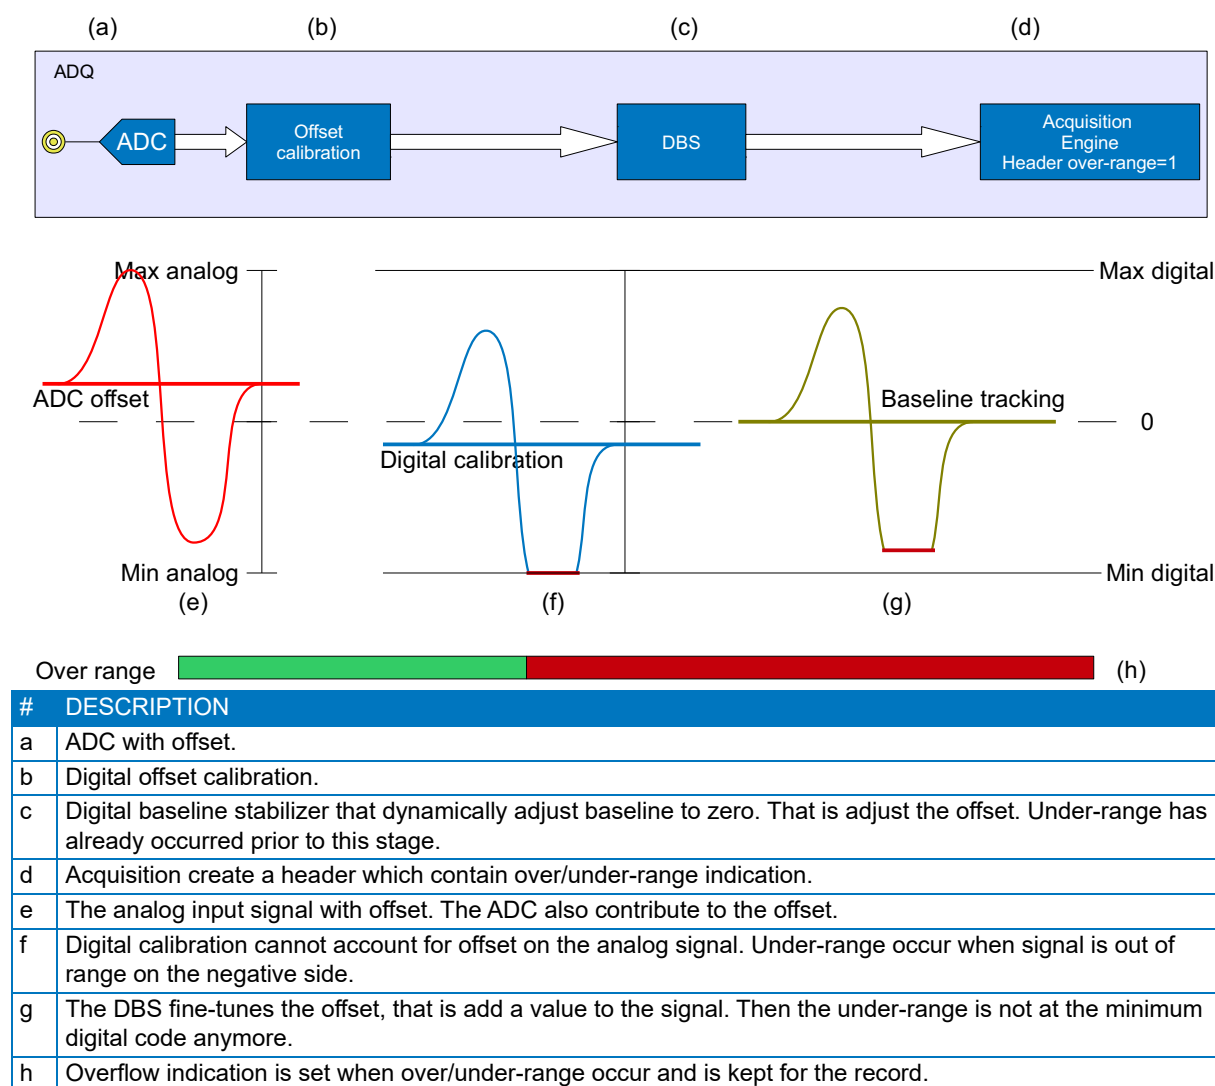 (a)
(b)
(c)
(d)
ADQ
ADC
Offset
calibration
DBS
Acquisition
Engine
Header over-range=1
Max analog
Max digital
ADC offset
Baseline tracking
0
Digital calibration
Min analog
Min digital
(e)
(f)
(g)
Over range
(h)
# DESCRIPTION
a ADC with offset.
b Digital offset calibration.
c Digital baseline stabilizer that dynamically adjust baseline to zero. That is adjust the offset. Under-range has
already occurred prior to this stage.
d Acquisition create a header which contain over/under-range indication.
e The analog input signal with offset. The ADC also contribute to the offset.
f Digital calibration cannot account for offset on the analog signal. Under-range occur when signal is out of
range on the negative side.
g The DBS fine-tunes the offset, that is add a value to the signal. Then the under-range is not at the minimum
digital code anymore.
h Overflow indication is set when over/under-range occur and is kept for the record.